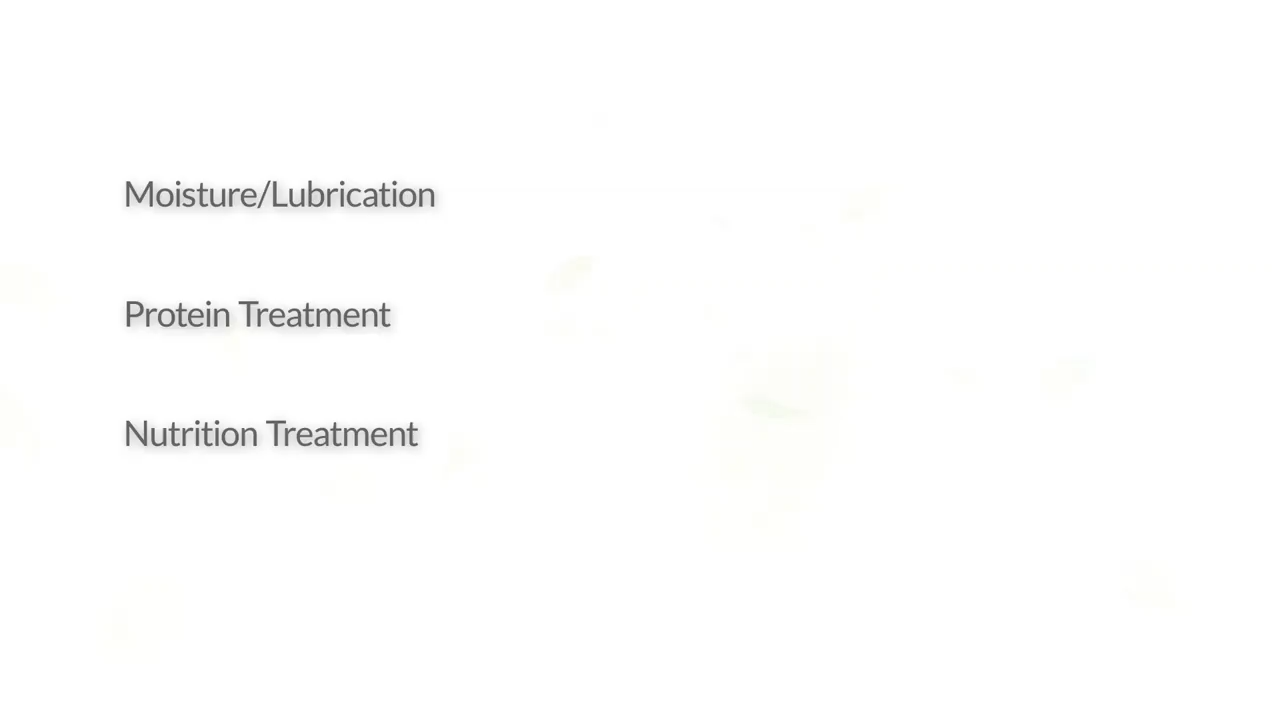 Moisture/Lubrication
Protein Treatment
Nutrition Treatment